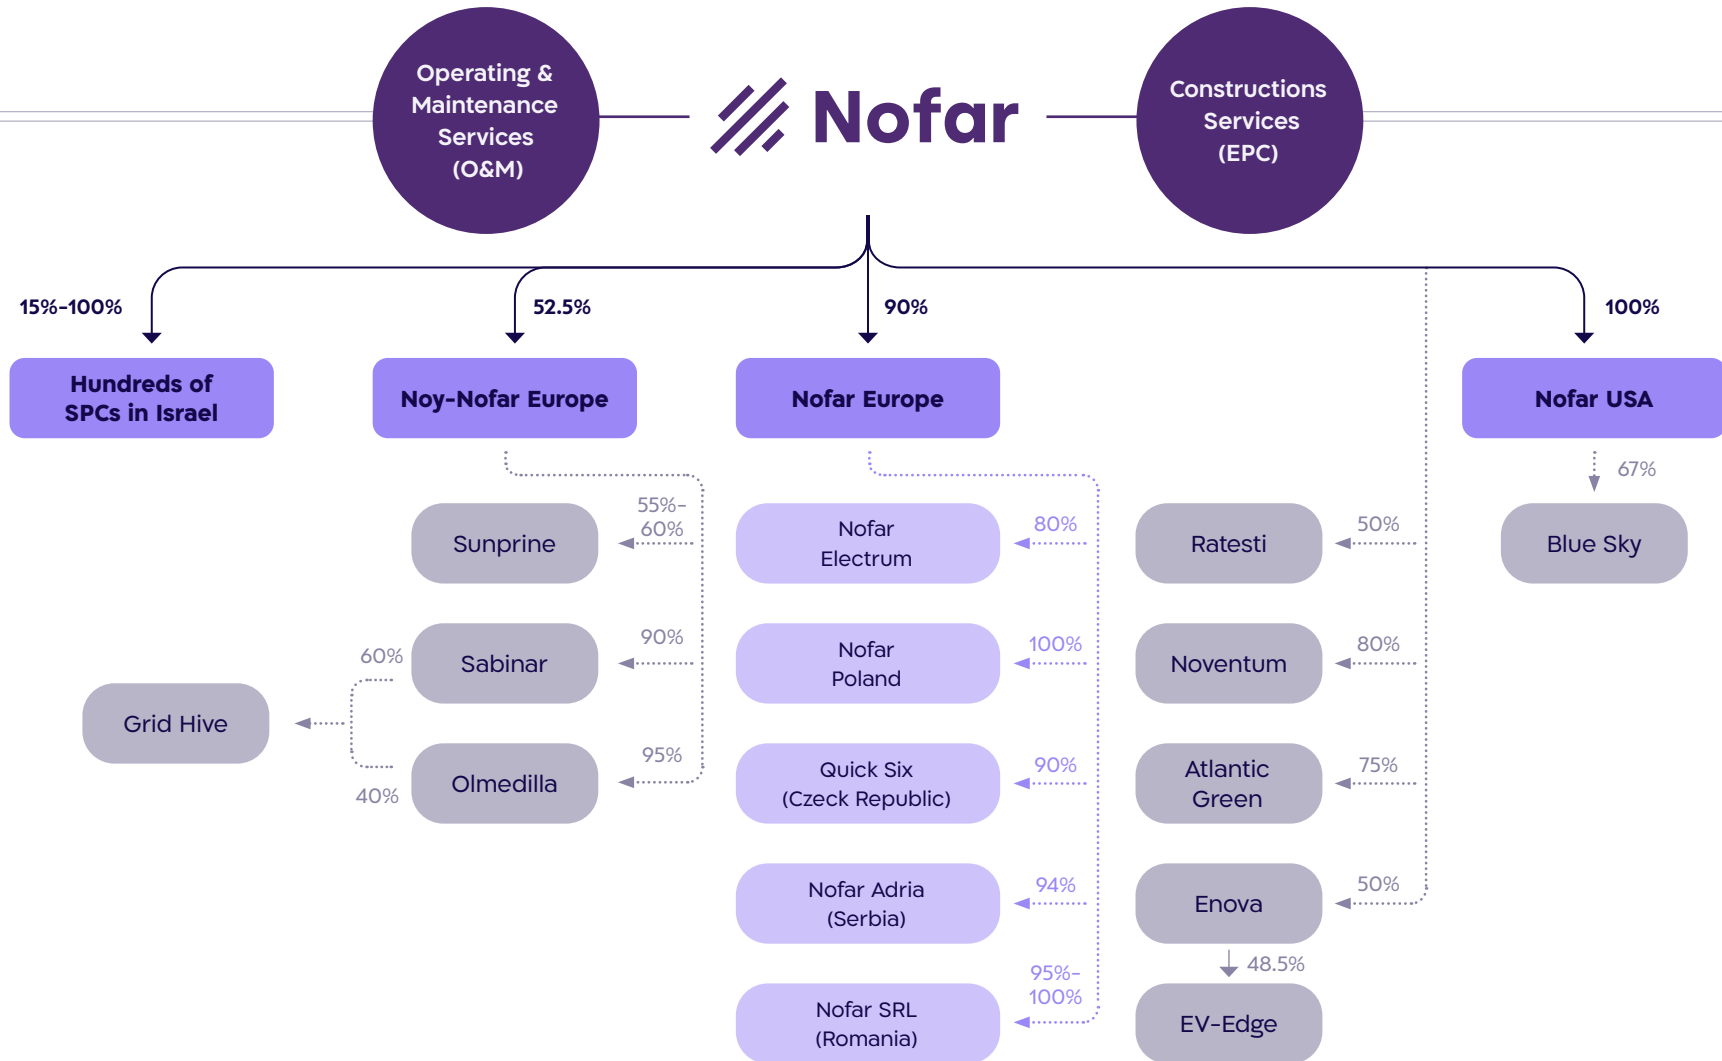 Operating &
Maintenance
Services
(O&M)
Nofar
Constructions
Services
(EPC)
15%-100%
52.5%
90%
100%
Hundreds of
SPCs in Israel
Noy-Nofar Europe
Nofar Europe
Nofar USA
67%
55%-
60%
Sunprine
Nofar
Electrum
80%
Ratesti
50%
Blue Sky
60%
Sabinar
90%
Nofar
Poland
100%
Noventum
80%
Grid Hive
40%
Olmedilla
95%
Quick Six
(Czeck Republic)
90%
Atlantic
Green
75%
Nofar Adria
(Serbia)
94%
Enova
50%
48.5%
Nofar SRL
(Romania)
95%-
100%
EV-Edge